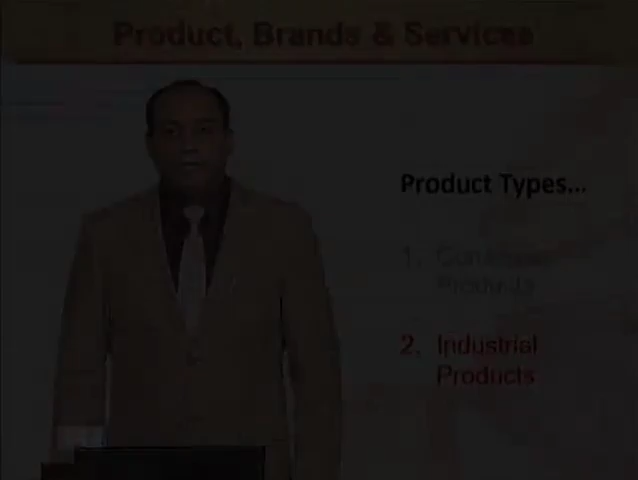 Product, Brands & Services
Product Types...
1. Consumer
Products
2. Industrial
Products